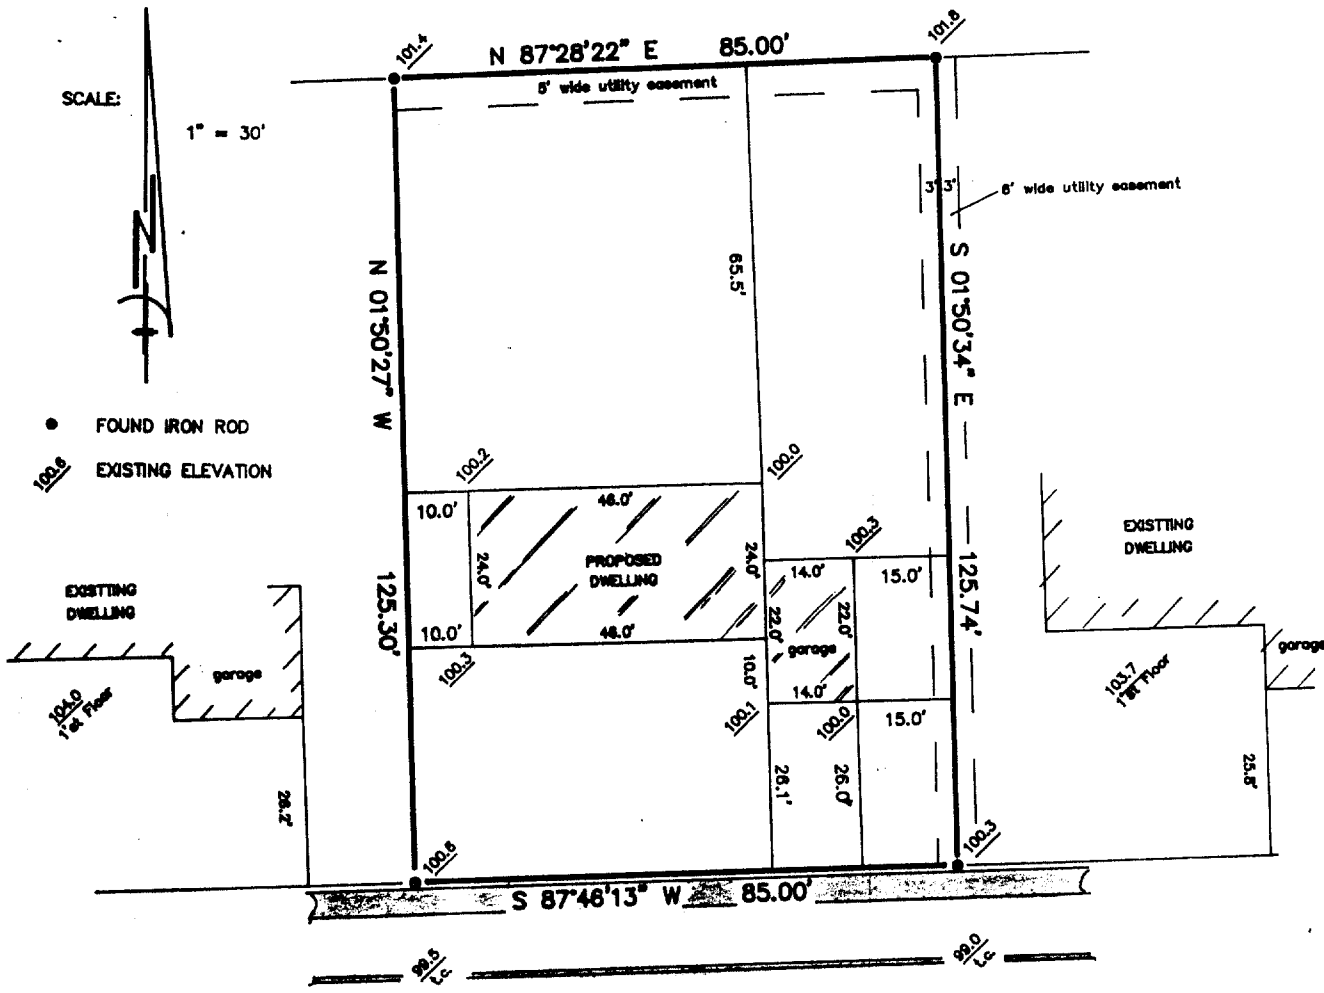 101.4
N 87°28'22" E 85.00'
101.8
5' wide utility easement
SCALE:
1" = 30'
N
3' 3'
6' wide utility easement
65.5'
N 01°50'27" W
125.30'
S 01°50'34" E
125.74'
FOUND IRON ROD
100.6 EXISTING ELEVATION
100.2
100.0
10.0'
46.0'
24.0'
PROPOSED
DWELLING
24.0'
10.0'
46.0'
100.3
100.3
14.0'
15.0'
22.0'
22.0'
garage
14.0'
10.0'
100.1
100.0
15.0'
26.1'
26.0'
EXISTTING
DWELLING
garage
104.0
1'st Floor
26.2'
EXISTTING
DWELLING
garage
103.7
1'st Floor
25.8'
100.6
100.3
S 87°46'13" W 85.00'
99.5
t.c.
99.0
t.c.